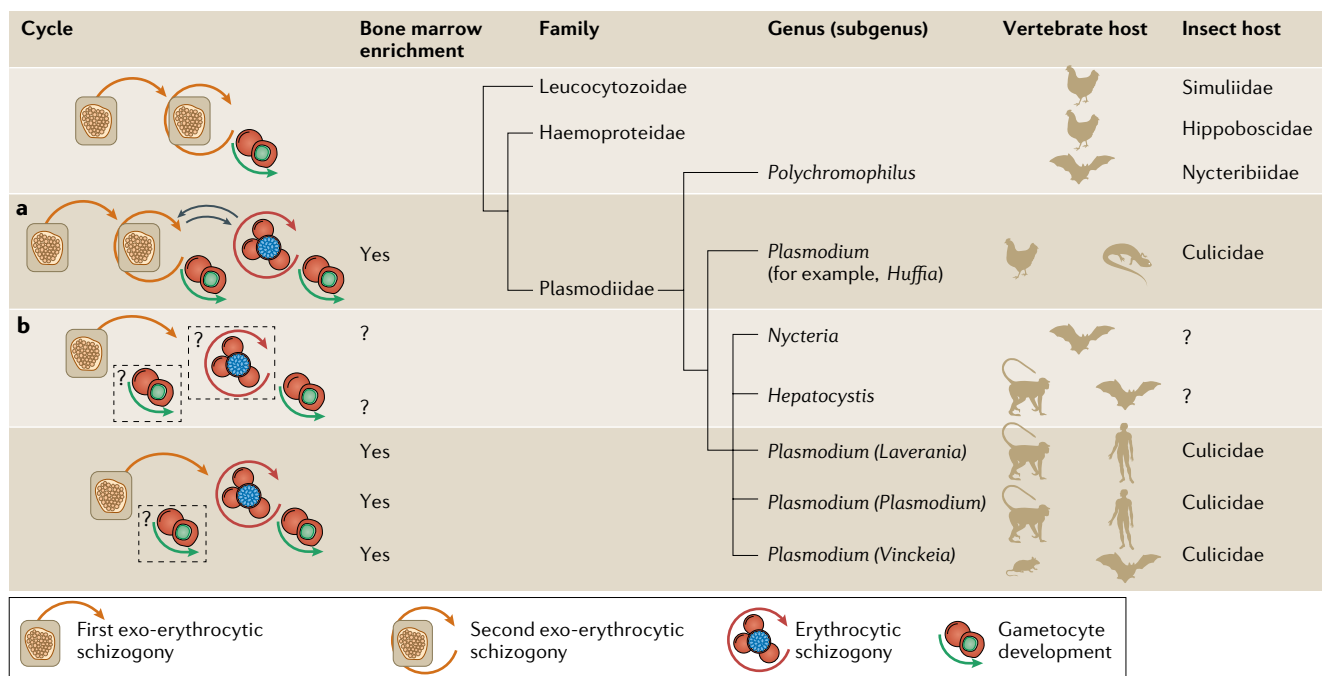 Cycle
Bone marrow
enrichment
Family
Genus (subgenus)
Vertebrate host
Insect host
Leucocytozoidae
Simuliidae
Haemoproteidae
Hippoboscidae
Polychromophilus
Nycteribiidae
a
Yes
Plasmodium
(for example, Huffia)
Culicidae
Plasmodiidae
b
?
?
?
Nycteria
?
?
Hepatocystis
?
Yes
Plasmodium (Laverania)
Culicidae
?
Yes
Plasmodium (Plasmodium)
Culicidae
Yes
Plasmodium (Vinckeia)
Culicidae
First exo-erythrocytic
schizogony
Second exo-erythrocytic
schizogony
Erythrocytic
schizogony
Gametocyte
development